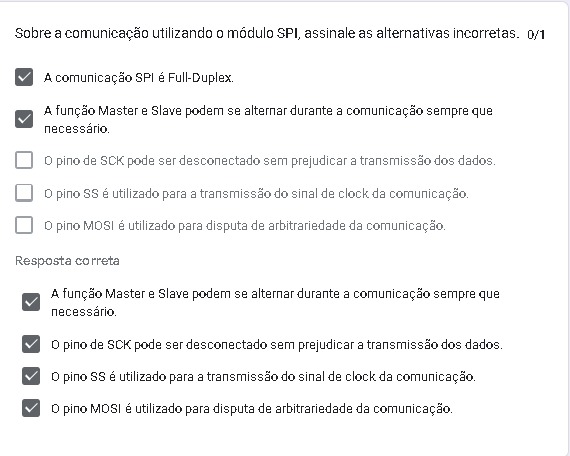 Sobre a comunicação utilizando o módulo SPI, assinale as alternativas incorretas. 0/1
A comunicação SPI é Full-Duplex.
A função Master e Slave podem se alternar durante a comunicação sempre que
necessário.
O pino de SCK pode ser desconectado sem prejudicar a transmissão dos dados.
O pino SS é utilizado para a transmissão do sinal de clock da comunicação.
O pino MOSI é utilizado para disputa de arbitrariedade da comunicação.
Resposta correta
A função Master e Slave podem se alternar durante a comunicação sempre que
necessário.
O pino de SCK pode ser desconectado sem prejudicar a transmissão dos dados.
O pino SS é utilizado para a transmissão do sinal de clock da comunicação.
O pino MOSI é utilizado para disputa de arbitrariedade da comunicação.